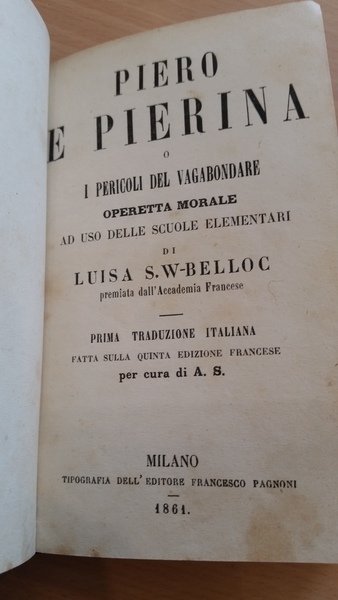 PIERO
E PIERINA
O
I PERICOLI DEL VAGABONDARE
OPERETTA MORALE
AD USO DELLE SCUOLE ELEMENTARI
DI
LUISA S.W-BELLOC
premiata dall'Accademia Francese
PRIMA TRADUZIONE ITALIANA
FATTA SULLA QUINTA EDIZIONE FRANCESE
per cura di A. S.
MILANO
TIPOGRAFIA DELL'EDITORE FRANCESCO PAGNONI
1861.